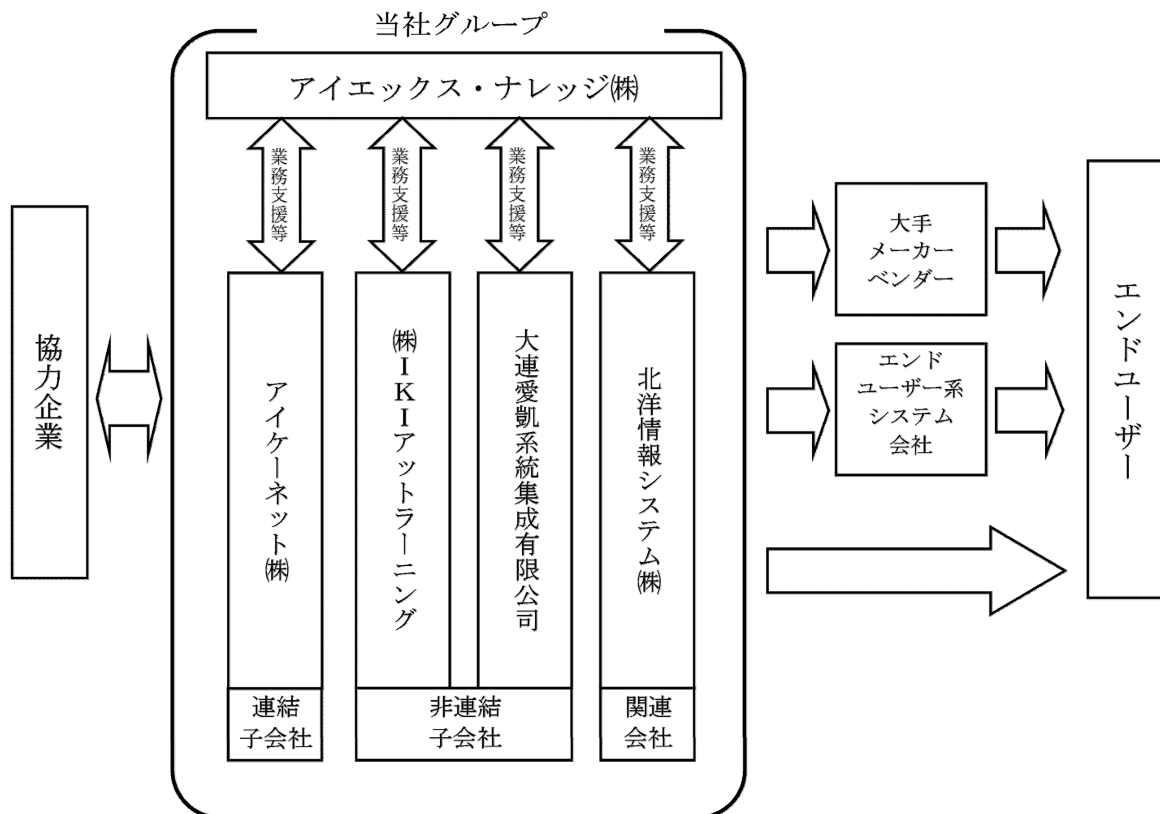 当社グループ
アイエックス・ナレッジ㈱
業務支援等
業務支援等
業務支援等
業務支援等
協力企業
アイケーネット㈱
㈱IKIアットラーニング
大連愛凱系統集成有限公司
北洋情報システム㈱
連結
子会社
非連結
子会社
関連
会社
大手
メーカー
ベンダー
エンド
ユーザー系
システム
会社
エンドユーザー